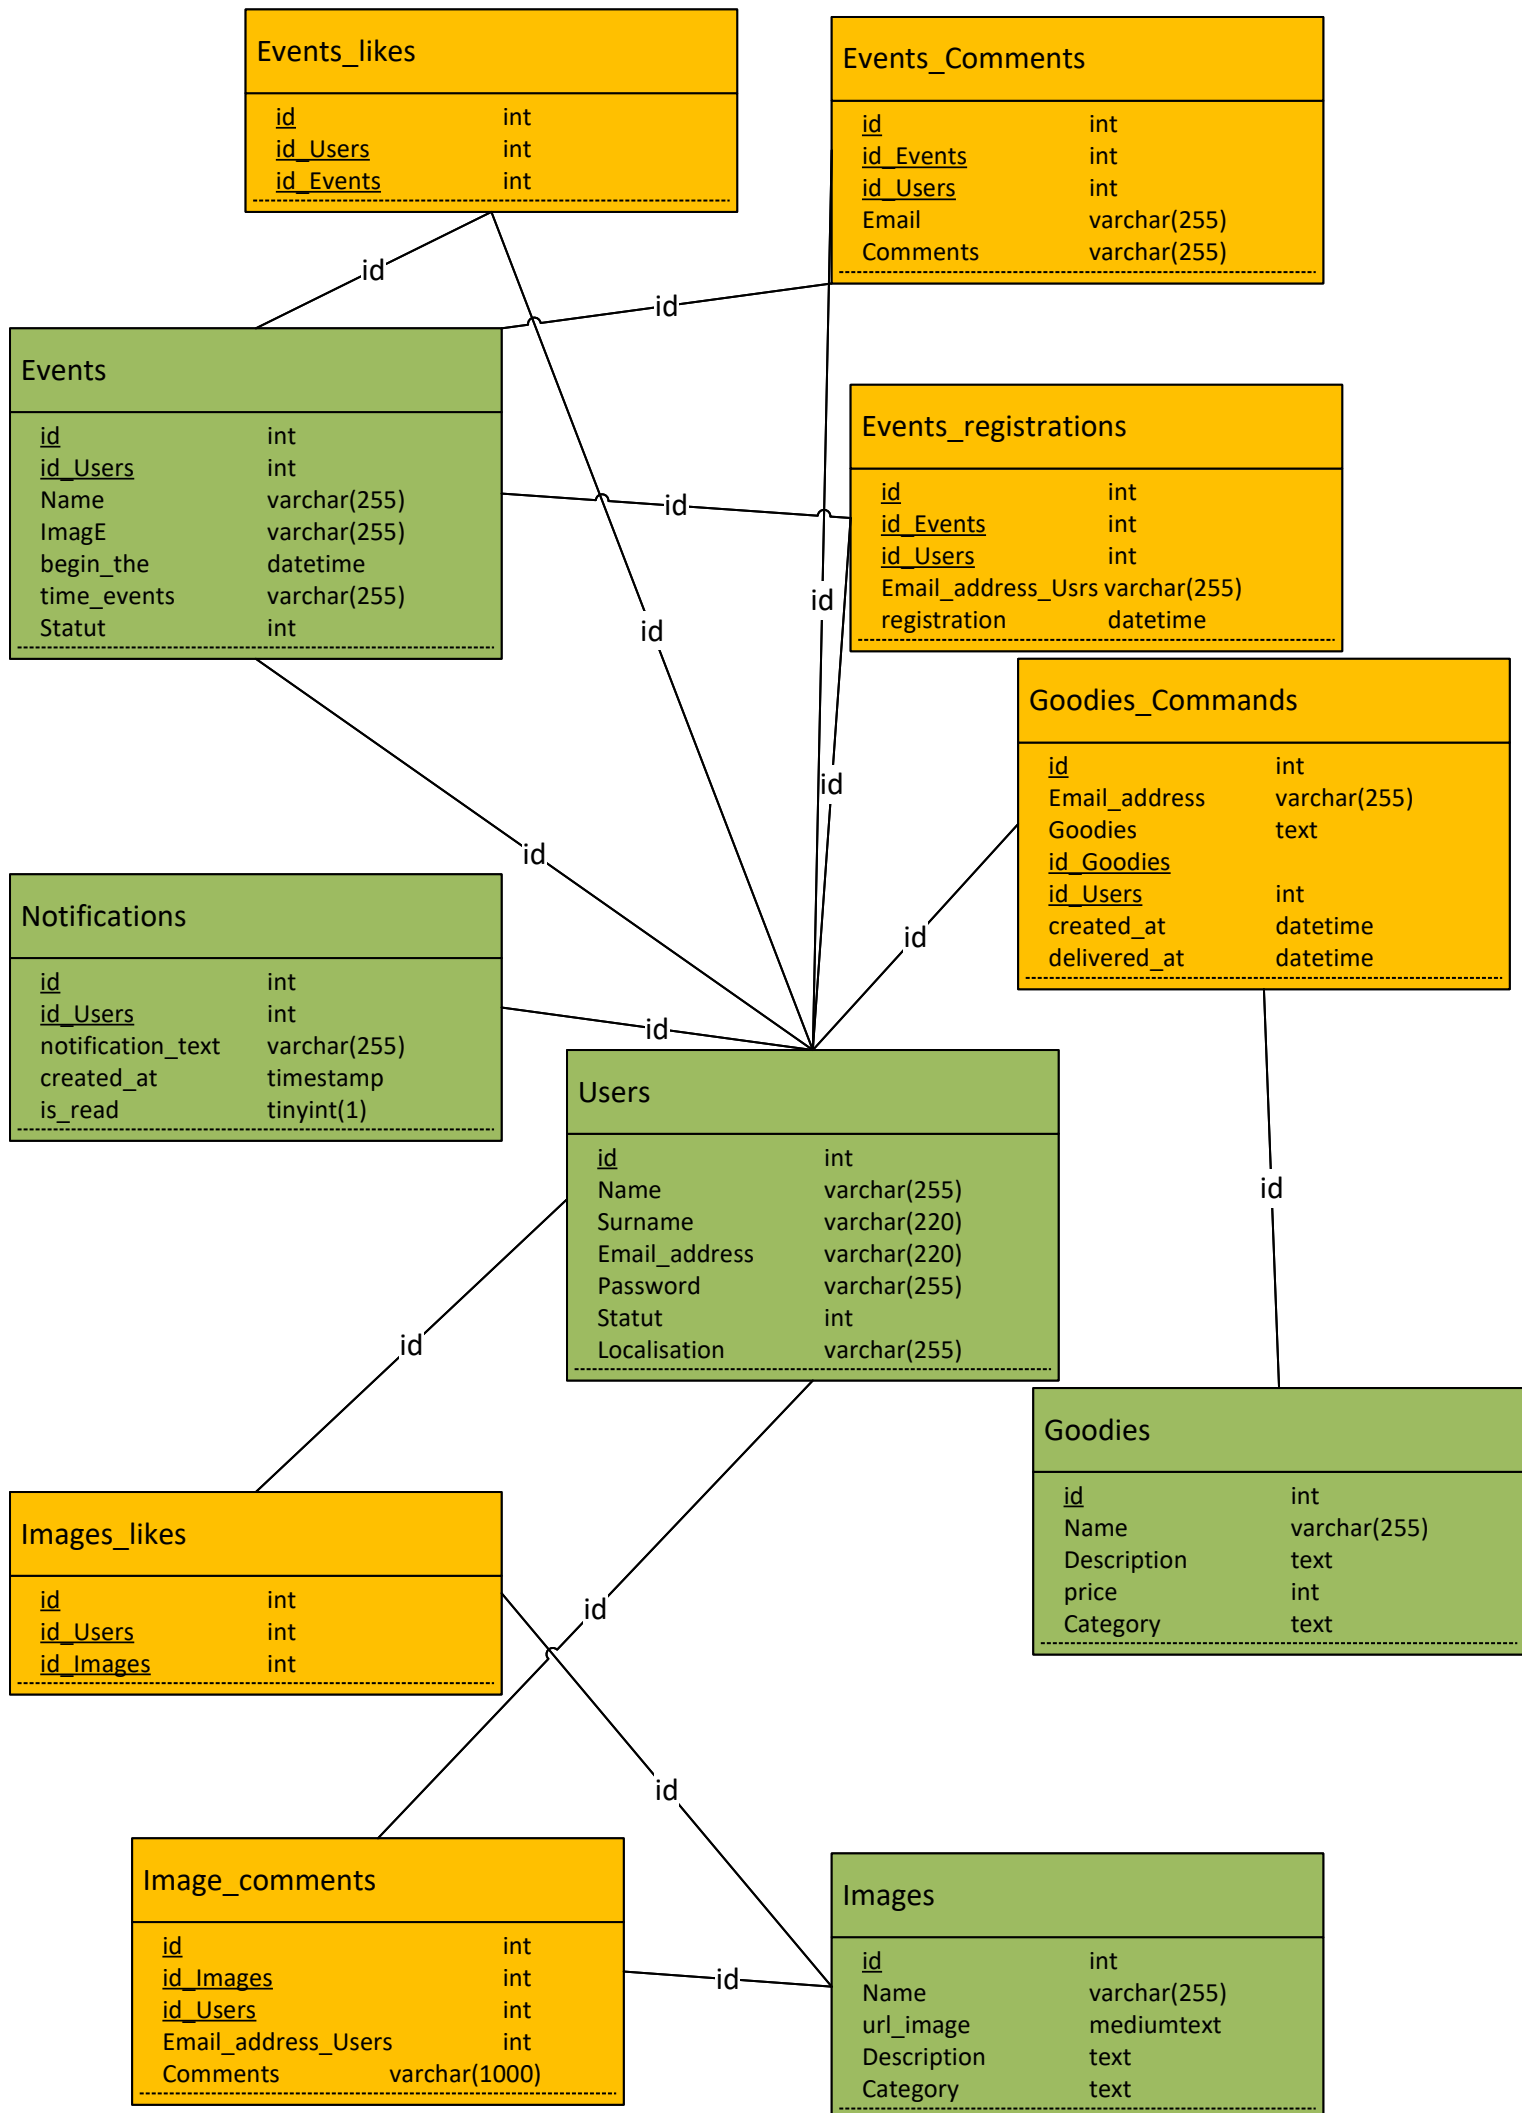 Events_likes
id int
id_Users int
id_Events int
Events_Comments
id int
id_Events int
id_Users int
Email varchar(255)
Comments varchar(255)
id
id
Events
id int
id_Users int
Name varchar(255)
ImagE varchar(255)
begin_the datetime
time_events varchar(255)
Statut int
Events_registrations
id int
id_Events int
id_Users int
Email_address_Usrs varchar(255)
registration datetime
id
id
id
Goodies_Commands
id int
Email_address varchar(255)
Goodies text
id_Goodies
id_Users int
created_at datetime
delivered_at datetime
id
id
id
Notifications
id int
id_Users int
notification_text varchar(255)
created_at timestamp
is_read tinyint(1)
id
Users
id int
Name varchar(255)
Surname varchar(220)
Email_address varchar(220)
Password varchar(255)
Statut int
Localisation varchar(255)
id
id
Goodies
id int
Name varchar(255)
Description text
price int
Category text
Images_likes
id int
id_Users int
id_Images int
id
id
Image_comments
id int
id_Images int
id_Users int
Email_address_Users int
Comments varchar(1000)
id
Images
id int
Name varchar(255)
url_image mediumtext
Description text
Category text